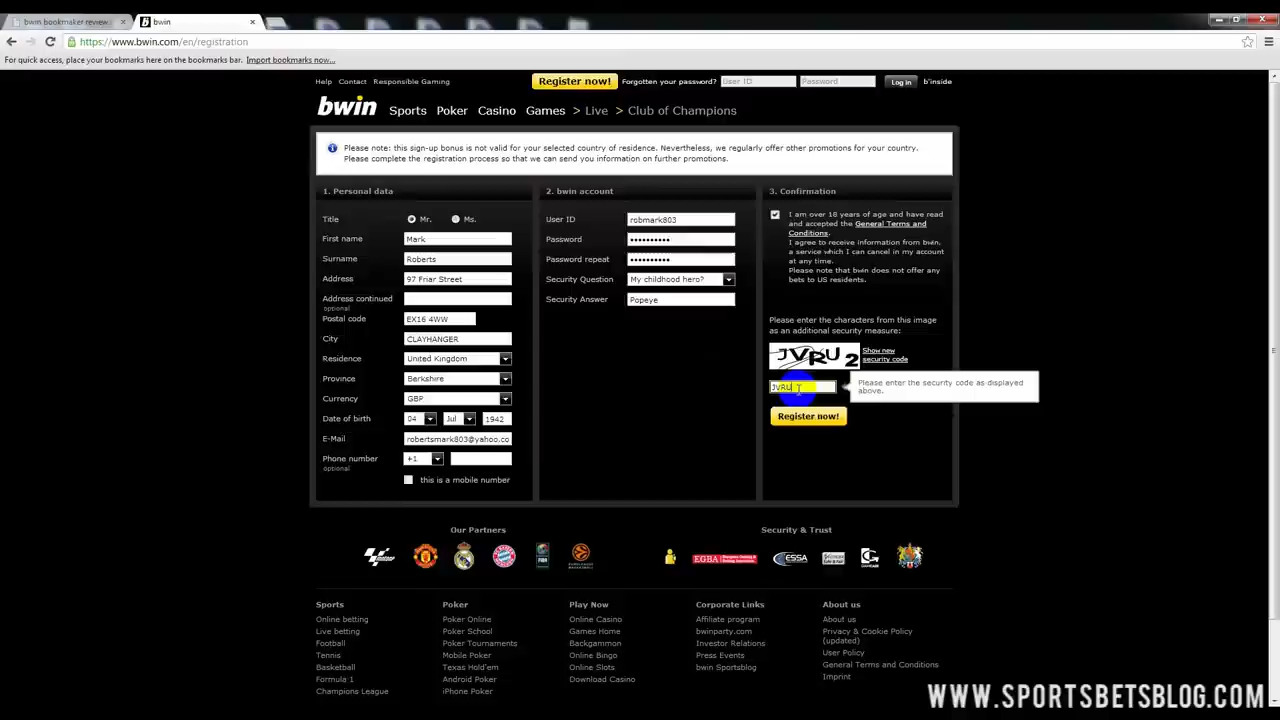 bwin bookmaker review
bwin
https://www.bwin.com/en/registration
For quick access, place your bookmarks here on the bookmarks bar. Import bookmarks now...
Help Contact Responsible Gaming Register now! Forgotten your password? User ID Password Log in b'inside
bwin Sports Poker Casino Games > Live > Club of Champions
Please note: this sign-up bonus is not valid for your selected country of residence. Nevertheless, we regularly offer other promotions for your country.
Please complete the registration process so that we can send you information on further promotions.
1. Personal data
Title Mr. Ms.
First name Mark
Surname Roberts
Address 97 Friar Street
Address continued
optional
Postal code EX16 4WW
City CLAYHANGER
Residence United Kingdom
Province Berkshire
Currency GBP
Date of birth 04 Jul 1942
E-Mail robertsmark803@yahoo.co
Phone number +1
optional
this is a mobile number
2. bwin account
User ID robmark803
Password ••••••••••
Password repeat ••••••••••
Security Question My childhood hero?
Security Answer Popeye
3. Confirmation
I am over 18 years of age and have read
and accepted the General Terms and
Conditions.
I agree to receive information from bwin,
a service which I can cancel in my account
at any time.
Please note that bwin does not offer any
bets to US residents.
Please enter the characters from this image
as an additional security measure:
JVRU 2
Show new
security code
JVRU
Please enter the security code as displayed
above.
Register now!
Our Partners
Security & Trust
EGBA
ESSA
Sports
Online betting
Live betting
Football
Tennis
Basketball
Formula 1
Champions League
Poker
Poker Online
Poker School
Poker Tournaments
Mobile Poker
Texas Hold'em
Android Poker
iPhone Poker
Play Now
Online Casino
Games Home
Backgammon
Online Bingo
Online Slots
Download Casino
Corporate Links
Affiliate program
bwinparty.com
Investor Relations
Press Events
bwin Sportsblog
About us
About us
Privacy & Cookie Policy
(updated)
User Policy
General Terms and Conditions
Imprint
WWW.SPORTSBETSBLOG.COM